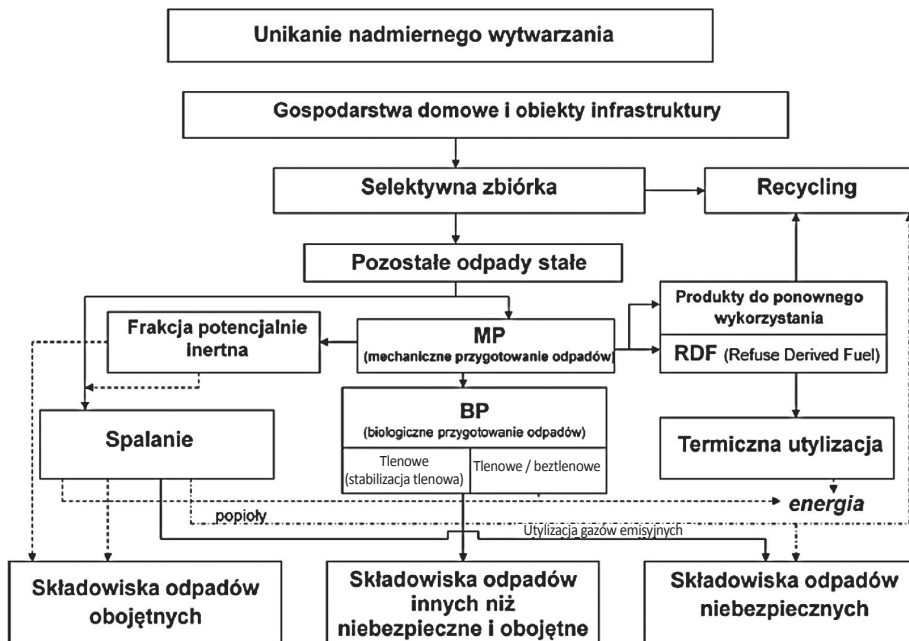 Unikanie nadmiernego wytwarzania
Gospodarstwa domowe i obiekty infrastruktury
Selektywna zbiórka
Recycling
Pozostałe odpady stałe
Frakcja potencjalnie
inertna
MP
(mechaniczne przygotowanie odpadów)
Produkty do ponownego
wykorzystania
RDF (Refuse Derived Fuel)
BP
(biologiczne przygotowanie odpadów)
Tlenowe
(stabilizacja tlenowa)
Tlenowe / beztlenowe
Spalanie
Termiczna utylizacja
energia
popioły
Utylizacja gazów emisyjnych
Składowiska odpadów
obojętnych
Składowiska odpadów
innych niż
niebezpieczne i obojętne
Składowiska odpadów
niebezpiecznych